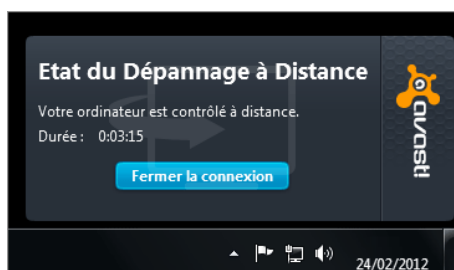 Etat du Dépannage à Distance
Votre ordinateur est contrôlé à distance.
Durée : 0:03:15
Fermer la connexion
avast!
24/02/2012